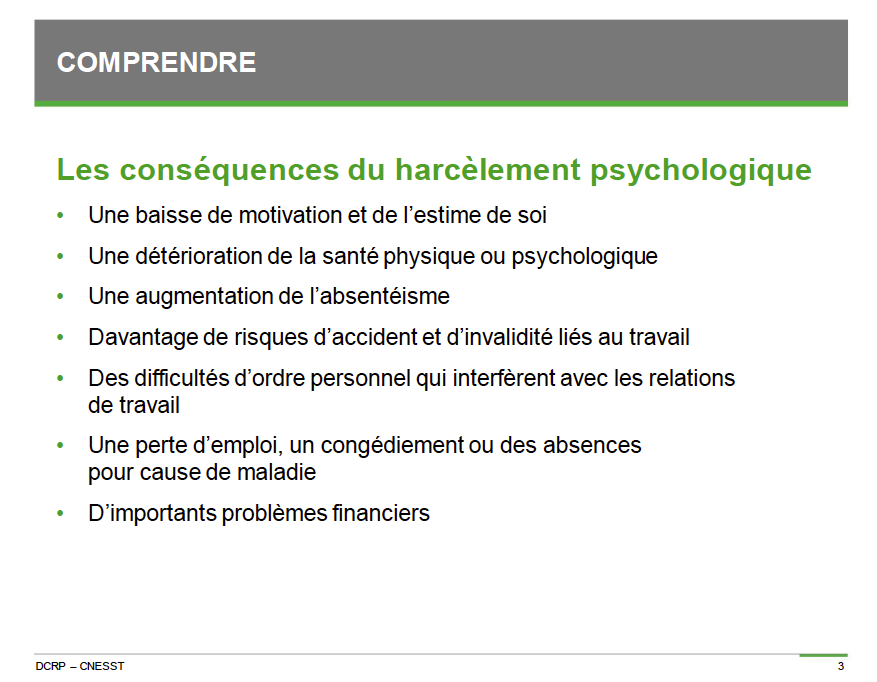 COMPRENDRE
Les conséquences du harcèlement psychologique
• Une baisse de motivation et de l’estime de soi
• Une détérioration de la santé physique ou psychologique
• Une augmentation de l’absentéisme
• Davantage de risques d’accident et d’invalidité liés au travail
• Des difficultés d’ordre personnel qui interfèrent avec les relations
de travail
• Une perte d’emploi, un congédiement ou des absences
pour cause de maladie
• D’importants problèmes financiers
DCRP – CNESST
3